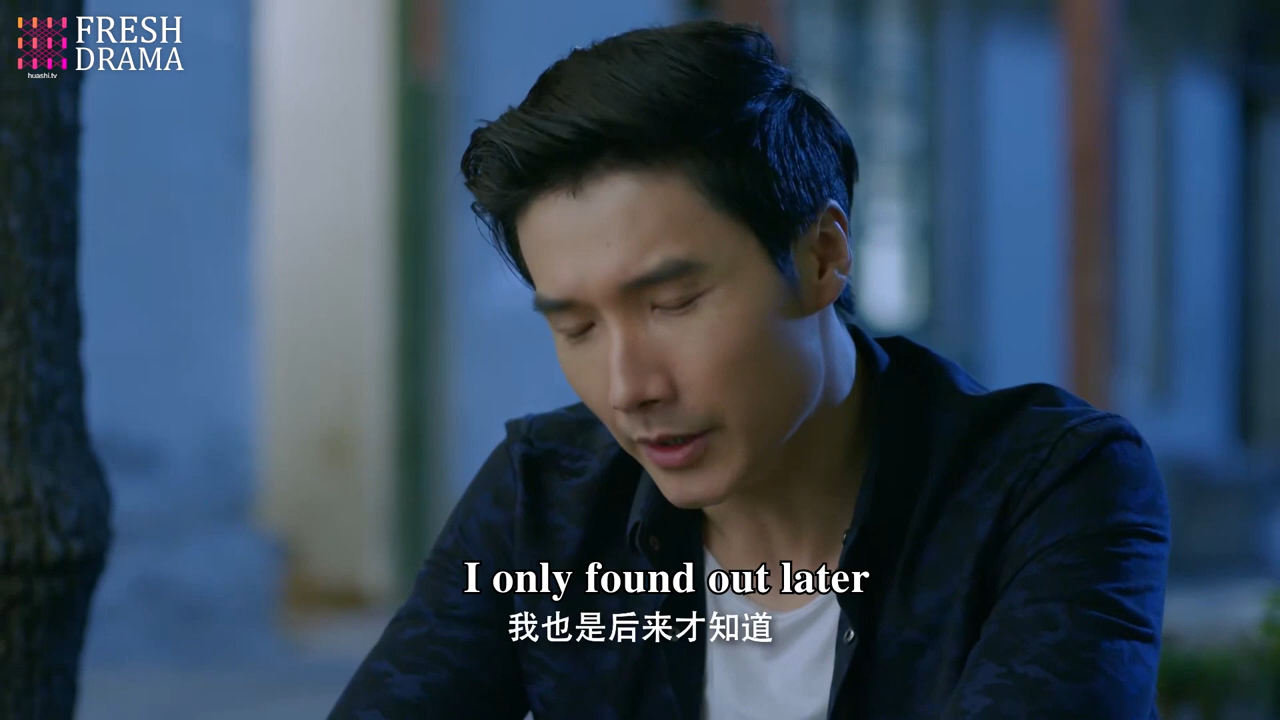 FRESH
DRAMA
huashi.tv
I only found out later
我也是后来才知道